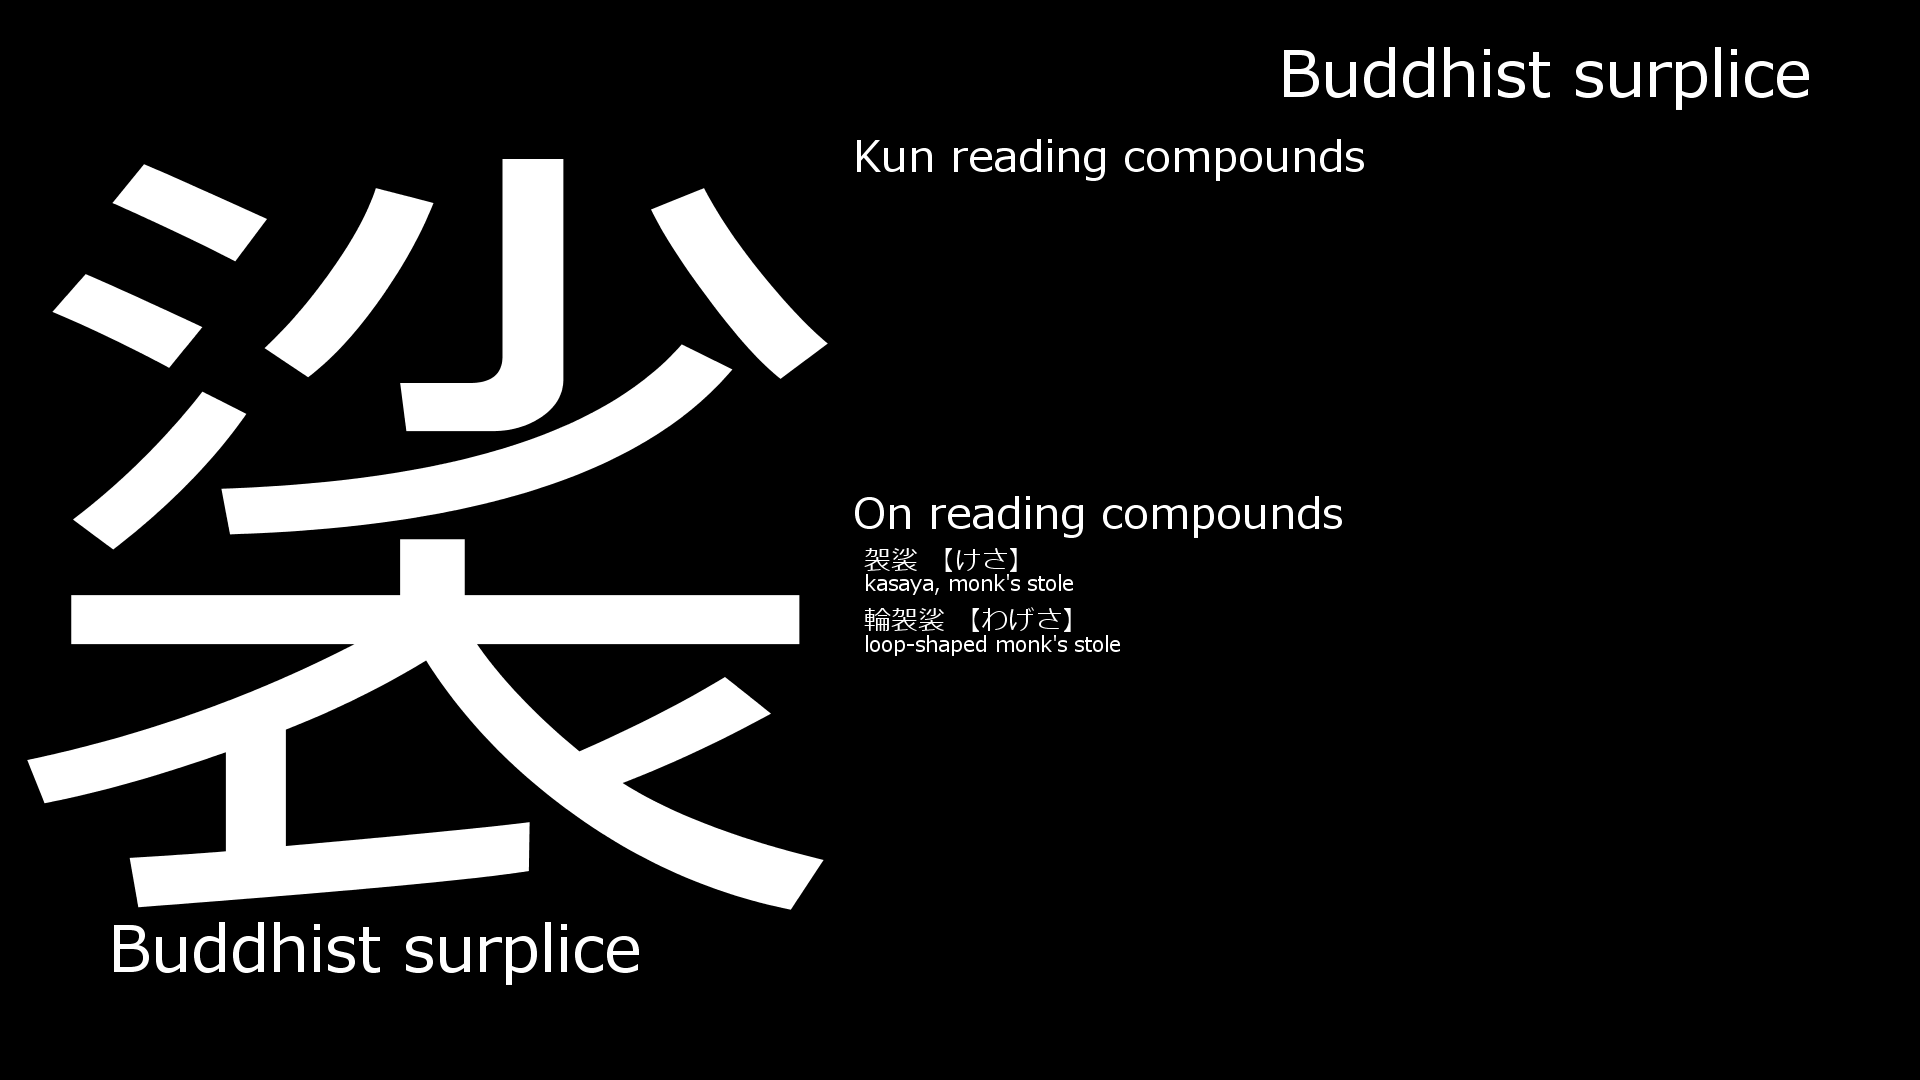 裟
Buddhist surplice
Buddhist surplice
Kun reading compounds
On reading compounds
袈裟 【けさ】
kasaya, monk's stole
輪袈裟 【わげさ】
loop-shaped monk's stole